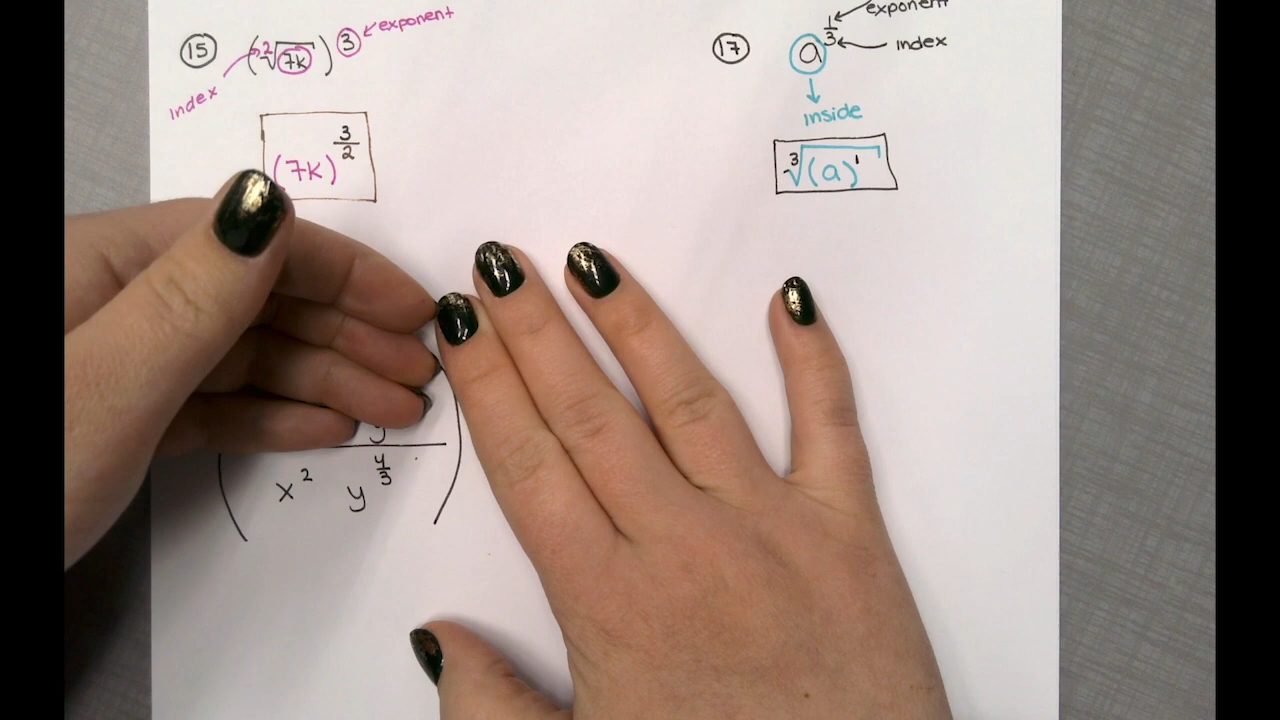 15 (²√7k)³ ← exponent
index
(7k)^(3/2)
17 a^(1/3) ← exponent
← index
inside
³√(a)¹
y
x² y^(4/3)